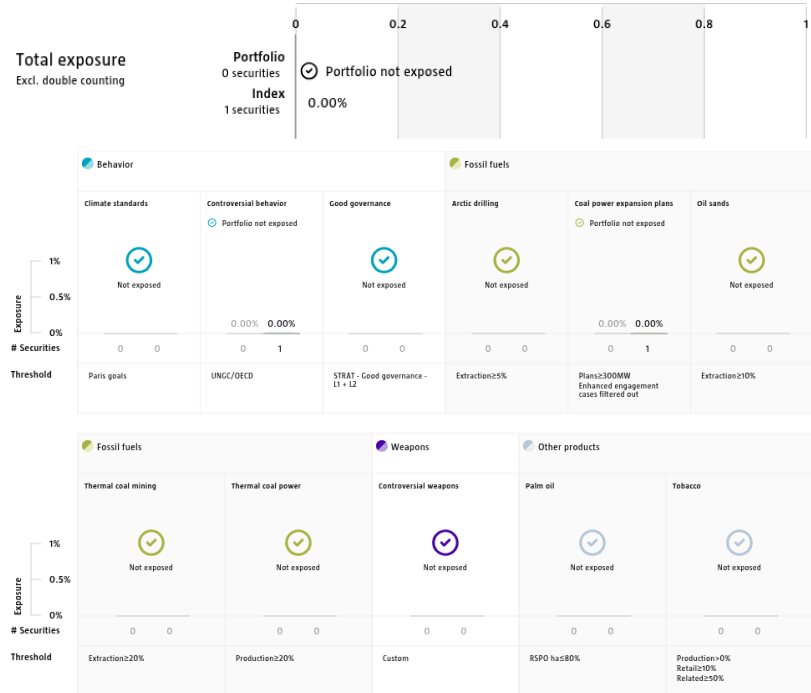 0 0.2 0.4 0.6 0.8 1
Total exposure
Excl. double counting
Portfolio
0 securities
Portfolio not exposed
Index
1 securities
0.00%
Behavior
Fossil fuels
Climate standards
Controversial behavior
Good governance
Arctic drilling
Coal power expansion plans
Oil sands
Portfolio not exposed
Portfolio not exposed
Not exposed
Not exposed
Not exposed
Not exposed
Exposure
1%
0.5%
0%
0.00% 0.00%
0.00% 0.00%
# Securities 0 0 0 1 0 0 0 0 0 1 0 0
Threshold
Paris goals
UNGC/OECD
STRAT - Good governance -
L1 + L2
Extraction≥5%
Plans≥300MW
Enhanced engagement
cases filtered out
Extraction≥10%
Fossil fuels
Weapons
Other products
Thermal coal mining
Thermal coal power
Controversial weapons
Palm oil
Tobacco
Not exposed
Not exposed
Not exposed
Not exposed
Not exposed
Exposure
1%
0.5%
0%
# Securities 0 0 0 0 0 0 0 0 0 0
Threshold
Extraction≥20%
Production≥20%
Custom
RSPO ha≤80%
Production>0%
Retail≥10%
Related≥50%